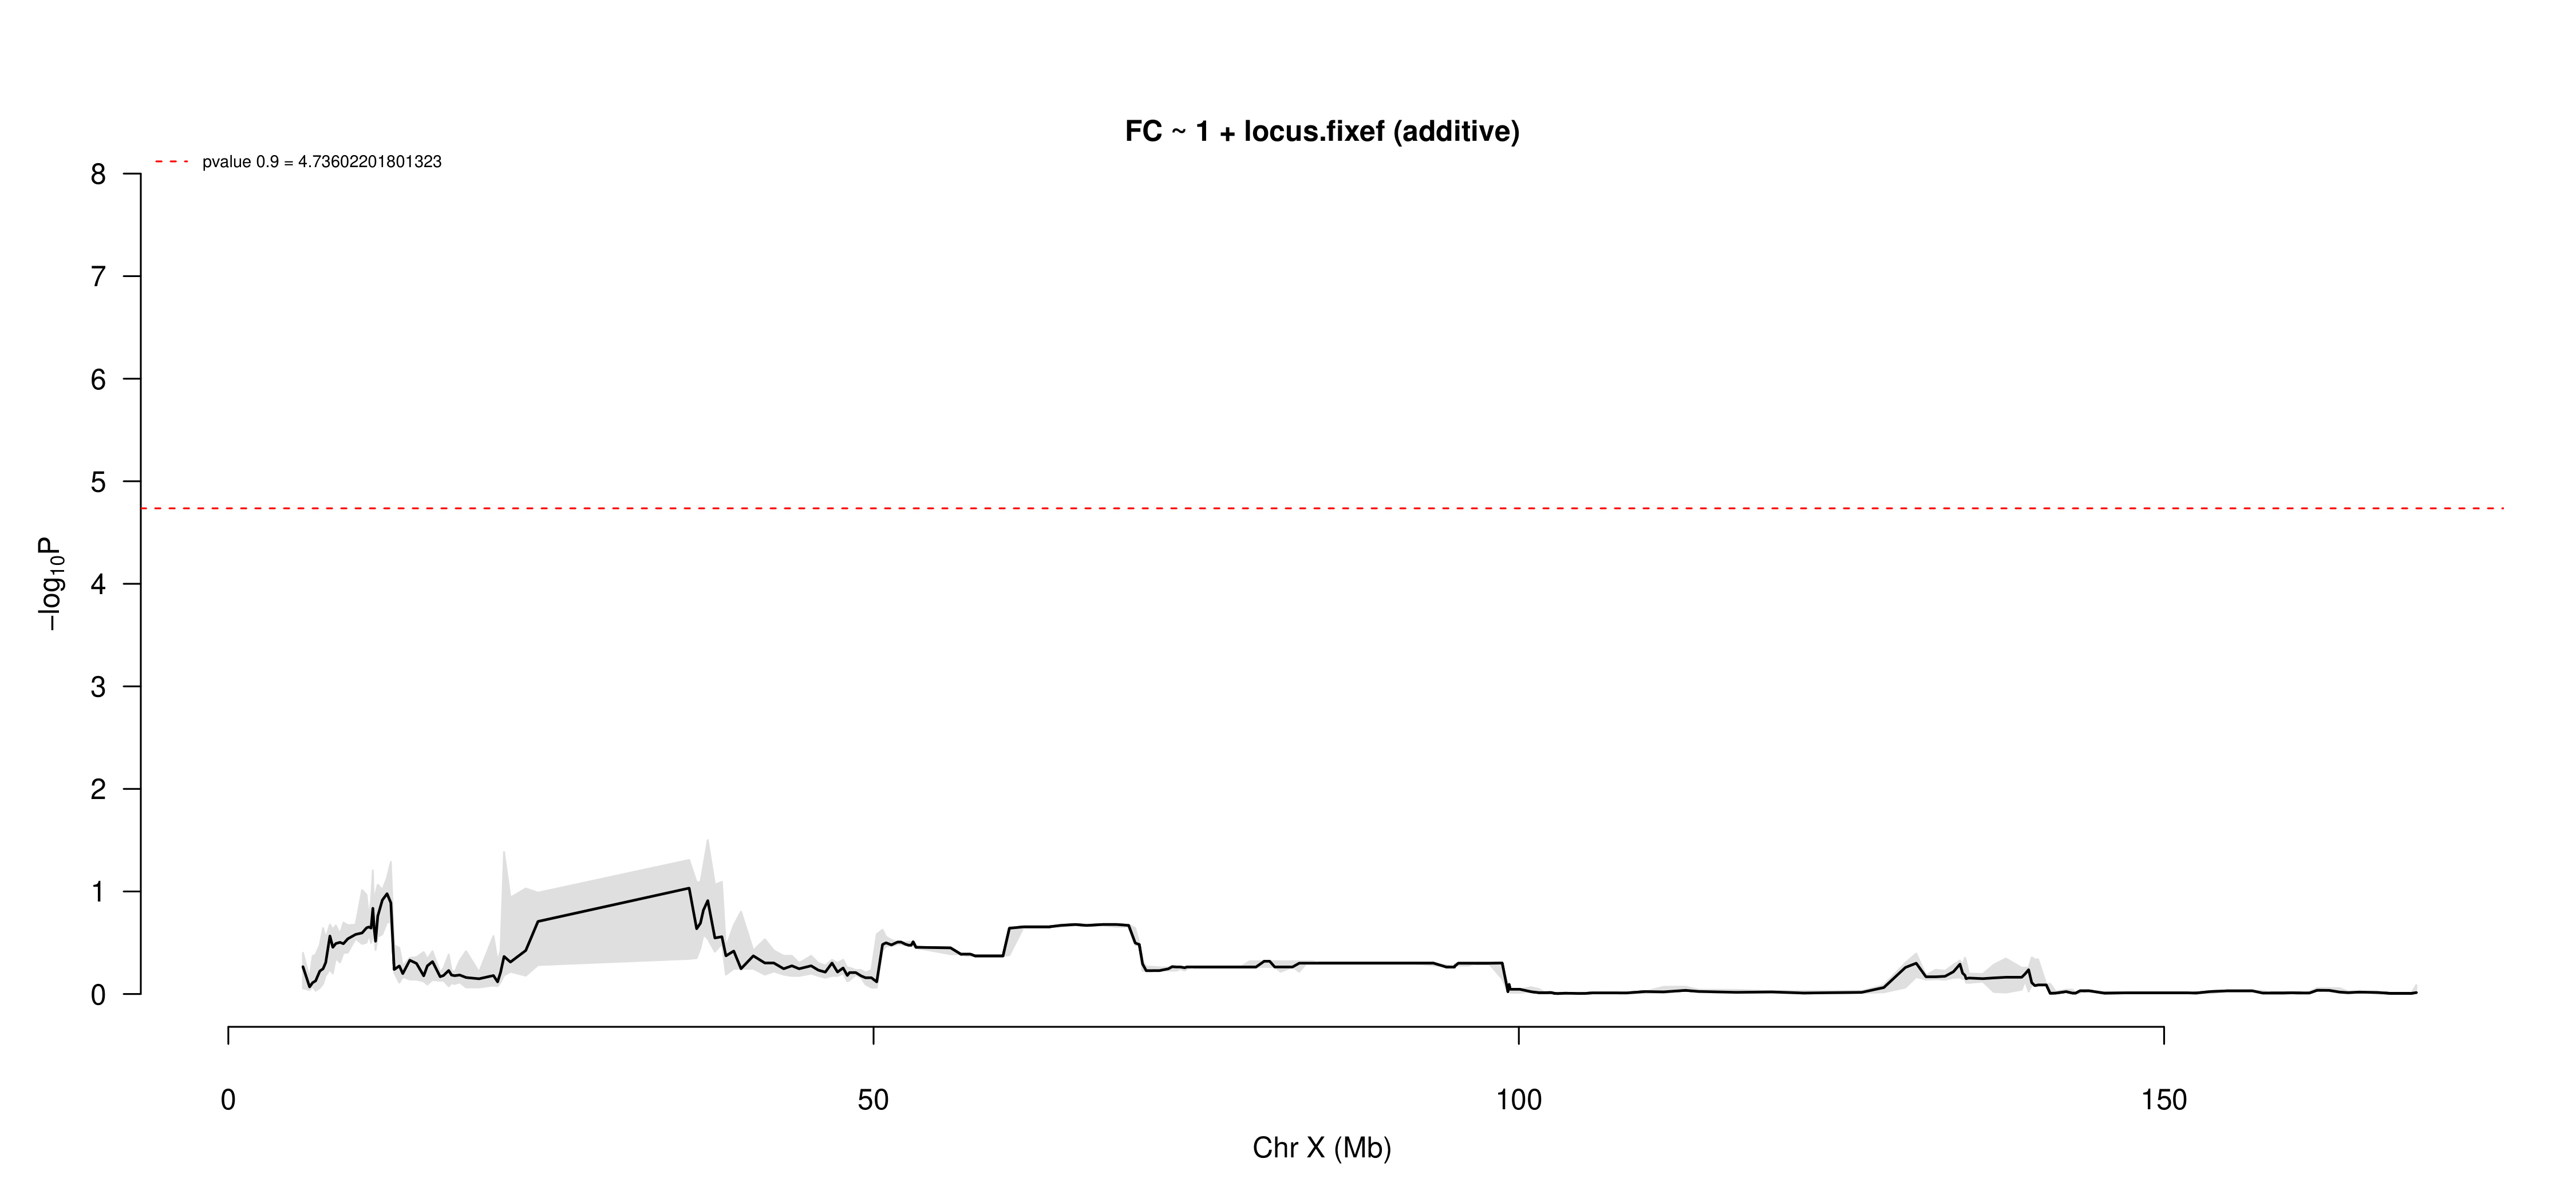 FC ~ 1 + locus.fixef (additive)
pvalue 0.9 = 4.73602201801323
8
7
6
5
4
3
2
1
0
−log10P
0 50 100 150
Chr X (Mb)